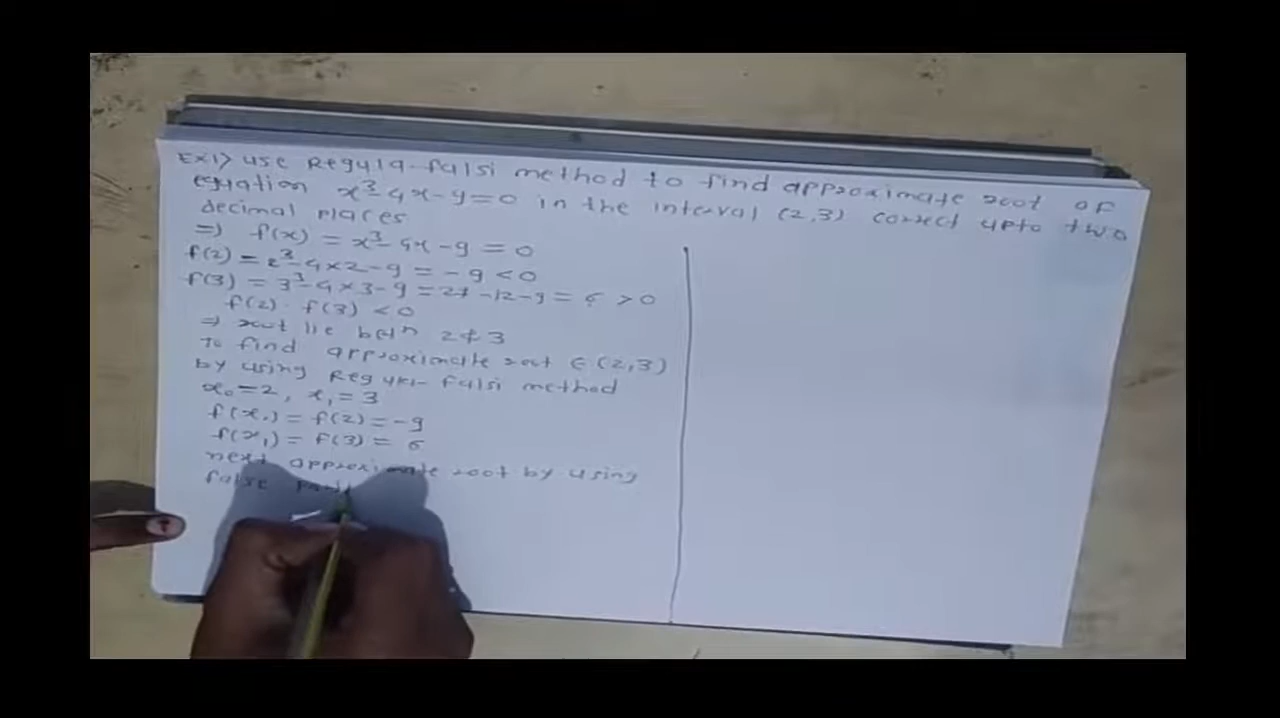 Ex1> use Regula-falsi method to find approximate root of
equation x³-4x-9=0 in the interval (2,3) correct upto two
decimal places
⇒ f(x) = x³-4x-9 = 0
f(2) = 2³-4×2-9 = -9 <0
f(3) = 3³-4×3-9 = 27-12-9 = 6 >0
f(2) · f(3) <0
⇒ root lie betn 2 & 3
To find approximate root ∈ (2,3)
by using Regula-falsi method
x₀=2, x₁=3
f(x₀) = f(2) = -9
f(x₁) = f(3) = 6
next approximate root by using
false